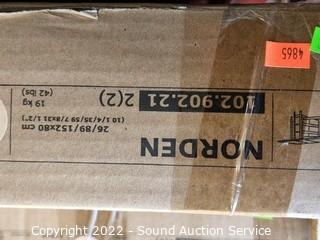 NORDEN
26/89/152x80 cm
(10 1/4/35/59 7/8x31 1/2")
102.902.21
2(2)
19 kg
(42 lbs)
4865
Copyright 2022 - Sound Auction Service